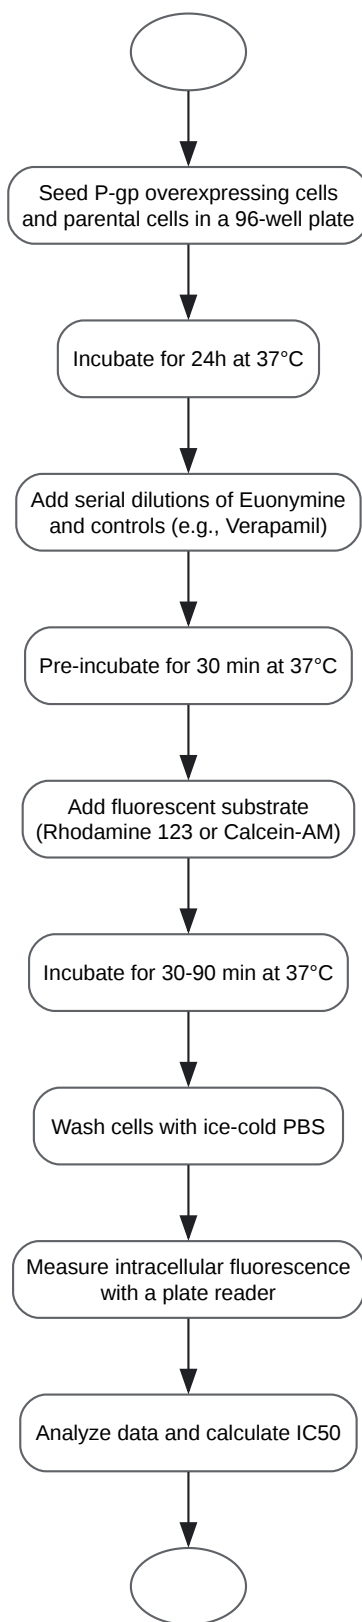 Seed P-gp overexpressing cells
and parental cells in a 96-well plate
Incubate for 24h at 37°C
Add serial dilutions of Euonymine
and controls (e.g., Verapamil)
Pre-incubate for 30 min at 37°C
Add fluorescent substrate
(Rhodamine 123 or Calcein-AM)
Incubate for 30-90 min at 37°C
Wash cells with ice-cold PBS
Measure intracellular fluorescence
with a plate reader
Analyze data and calculate IC50